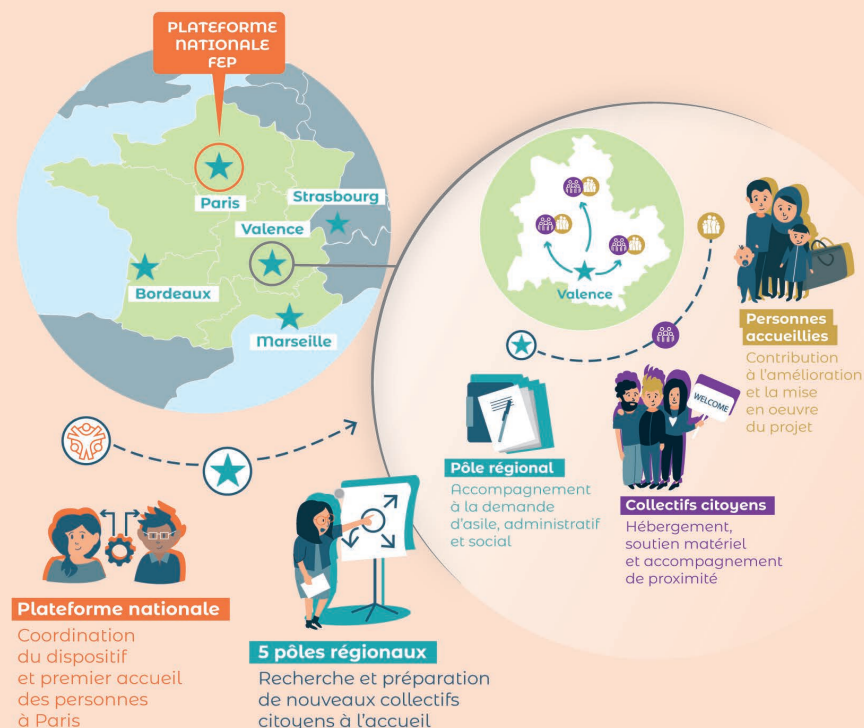 PLATEFORME
NATIONALE
FEP
Paris
Strasbourg
Valence
Bordeaux
Marseille
Valence
Personnes
accueillies
Contribution
à l'amélioration
et la mise
en oeuvre
du projet
WELCOME
Pôle régional
Accompagnement
à la demande
d'asile, administratif
et social
Collectifs citoyens
Hébergement,
soutien matériel
et accompagnement
de proximité
Plateforme nationale
Coordination
du dispositif
et premier accueil
des personnes
à Paris
5 pôles régionaux
Recherche et préparation
de nouveaux collectifs
citoyens à l'accueil